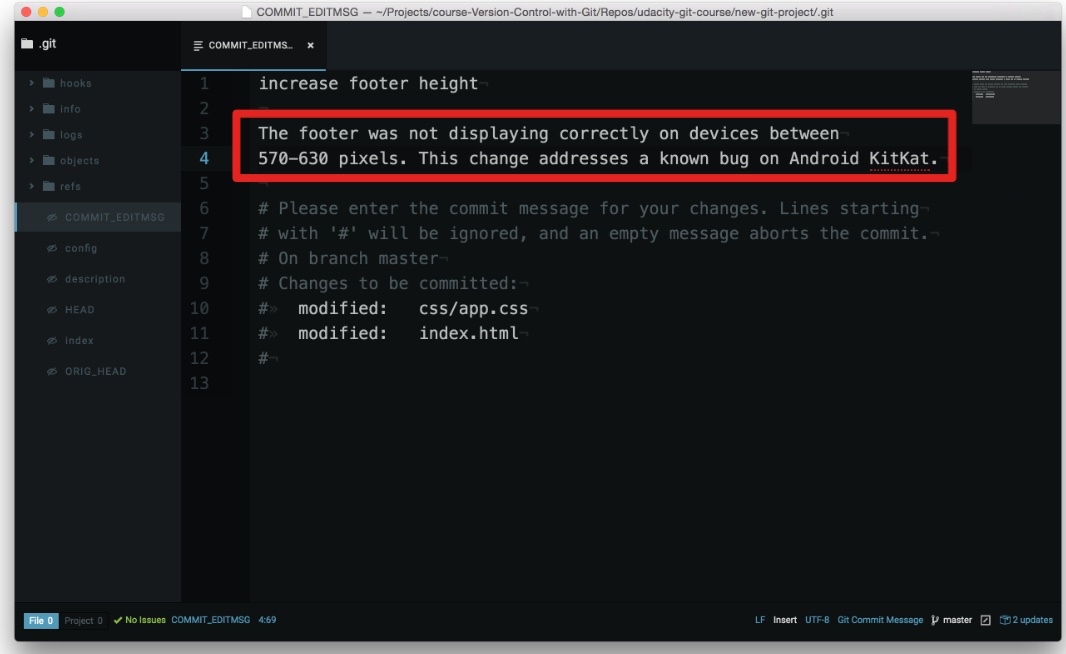 COMMIT_EDITMSG — ~/Projects/course-Version-Control-with-Git/Repos/udacity-git-course/new-git-project/.git
.git
COMMIT_EDITMS…
hooks
info
logs
objects
refs
COMMIT_EDITMSG
config
description
HEAD
index
ORIG_HEAD
1 increase footer height¬
2 ¬
3 The footer was not displaying correctly on devices between¬
4 570-630 pixels. This change addresses a known bug on Android KitKat.¬
5 ¬
6 # Please enter the commit message for your changes. Lines starting¬
7 # with '#' will be ignored, and an empty message aborts the commit.¬
8 # On branch master¬
9 # Changes to be committed:¬
10 #» modified: css/app.css¬
11 #» modified: index.html¬
12 #¬
13
File 0 Project 0 No Issues COMMIT_EDITMSG 4:69 LF Insert UTF-8 Git Commit Message master 2 updates